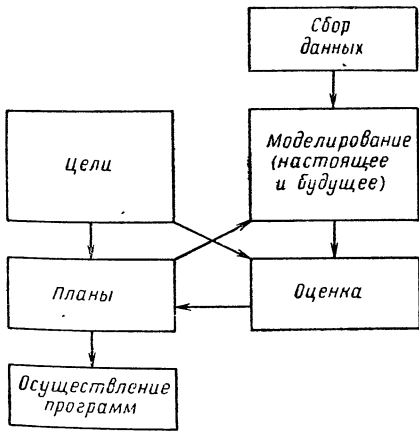 Сбор
данных
Цели
Моделирование
(настоящее
и будущее)
Планы
Оценка
Осуществление
программ